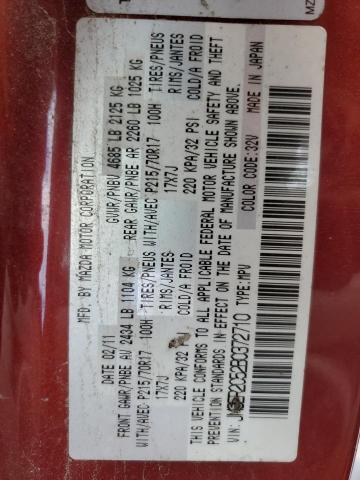 MFD. BY MAZDA MOTOR CORPORATION
DATE 02/11
GVWR/PNBV 4685 LB 2125 KG
FRONT GAWR/PNBE AV 2434 LB 1104 KG
REAR GAWR/PNBE AR 2260 LB 1025 KG
WITH/AVEC P215/70R17 100H TIRES/PNEUS
WITH/AVEC P215/70R17 100H TIRES/PNEUS
17X7J RIMS/JANTES
17X7J RIMS/JANTES
220 KPA/32 PSI COLD/A FROID
220 KPA/32 PSI COLD/A FROID
THIS VEHICLE CONFORMS TO ALL APPLICABLE FEDERAL MOTOR VEHICLE SAFETY AND THEFT
PREVENTION STANDARDS IN EFFECT ON THE DATE OF MANUFACTURE SHOWN ABOVE.
VIN: TYPE:MPV COLOR CODE:32V MADE IN JAPAN
MZ